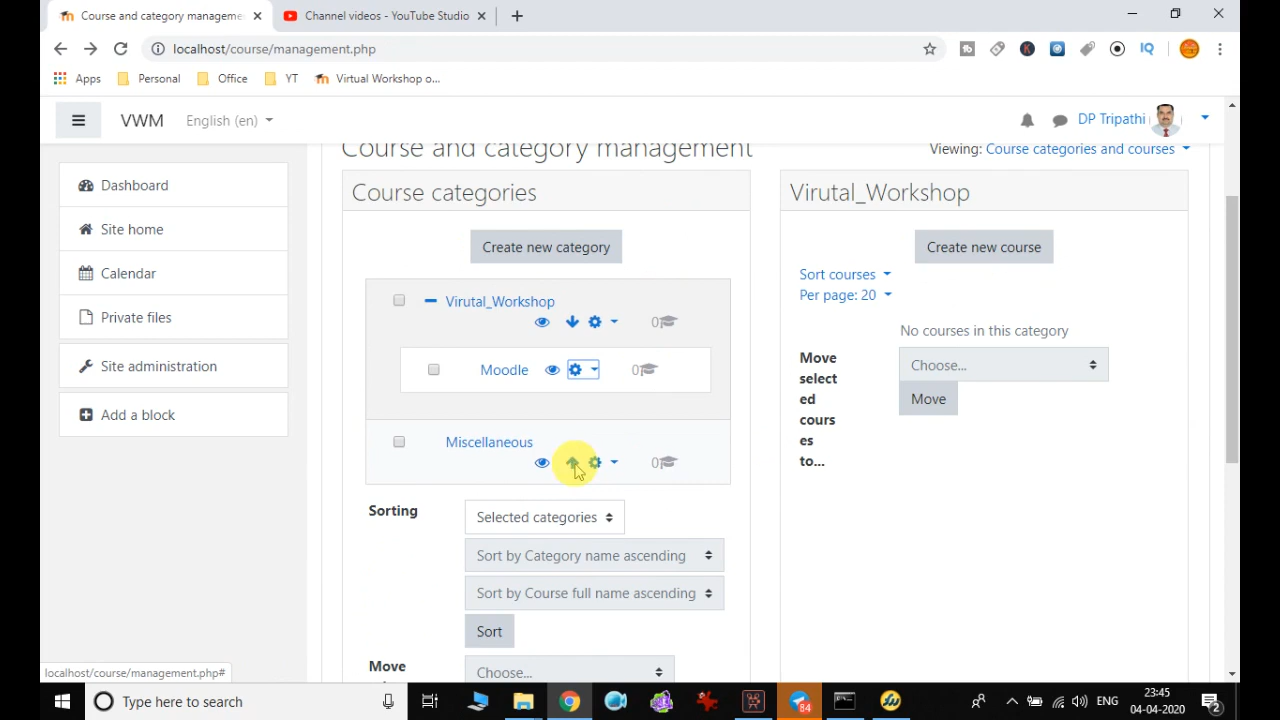 Course and category manageme
Channel videos - YouTube Studio
localhost/course/management.php
IQ
Apps
Personal
Office
YT
Virtual Workshop o...
VWM
English (en)
DP Tripathi
Course and category management
Viewing: Course categories and courses
Dashboard
Site home
Calendar
Private files
Site administration
Add a block
Course categories
Create new category
Virutal_Workshop
0
Moodle
0
Miscellaneous
0
Sorting
Selected categories
Sort by Category name ascending
Sort by Course full name ascending
Sort
Move
Choose...
Virutal_Workshop
Create new course
Sort courses
Per page: 20
No courses in this category
Move
select
ed
cours
es
to...
Choose...
Move
localhost/course/management.php#
Type here to search
84
ENG
23:45
04-04-2020
2